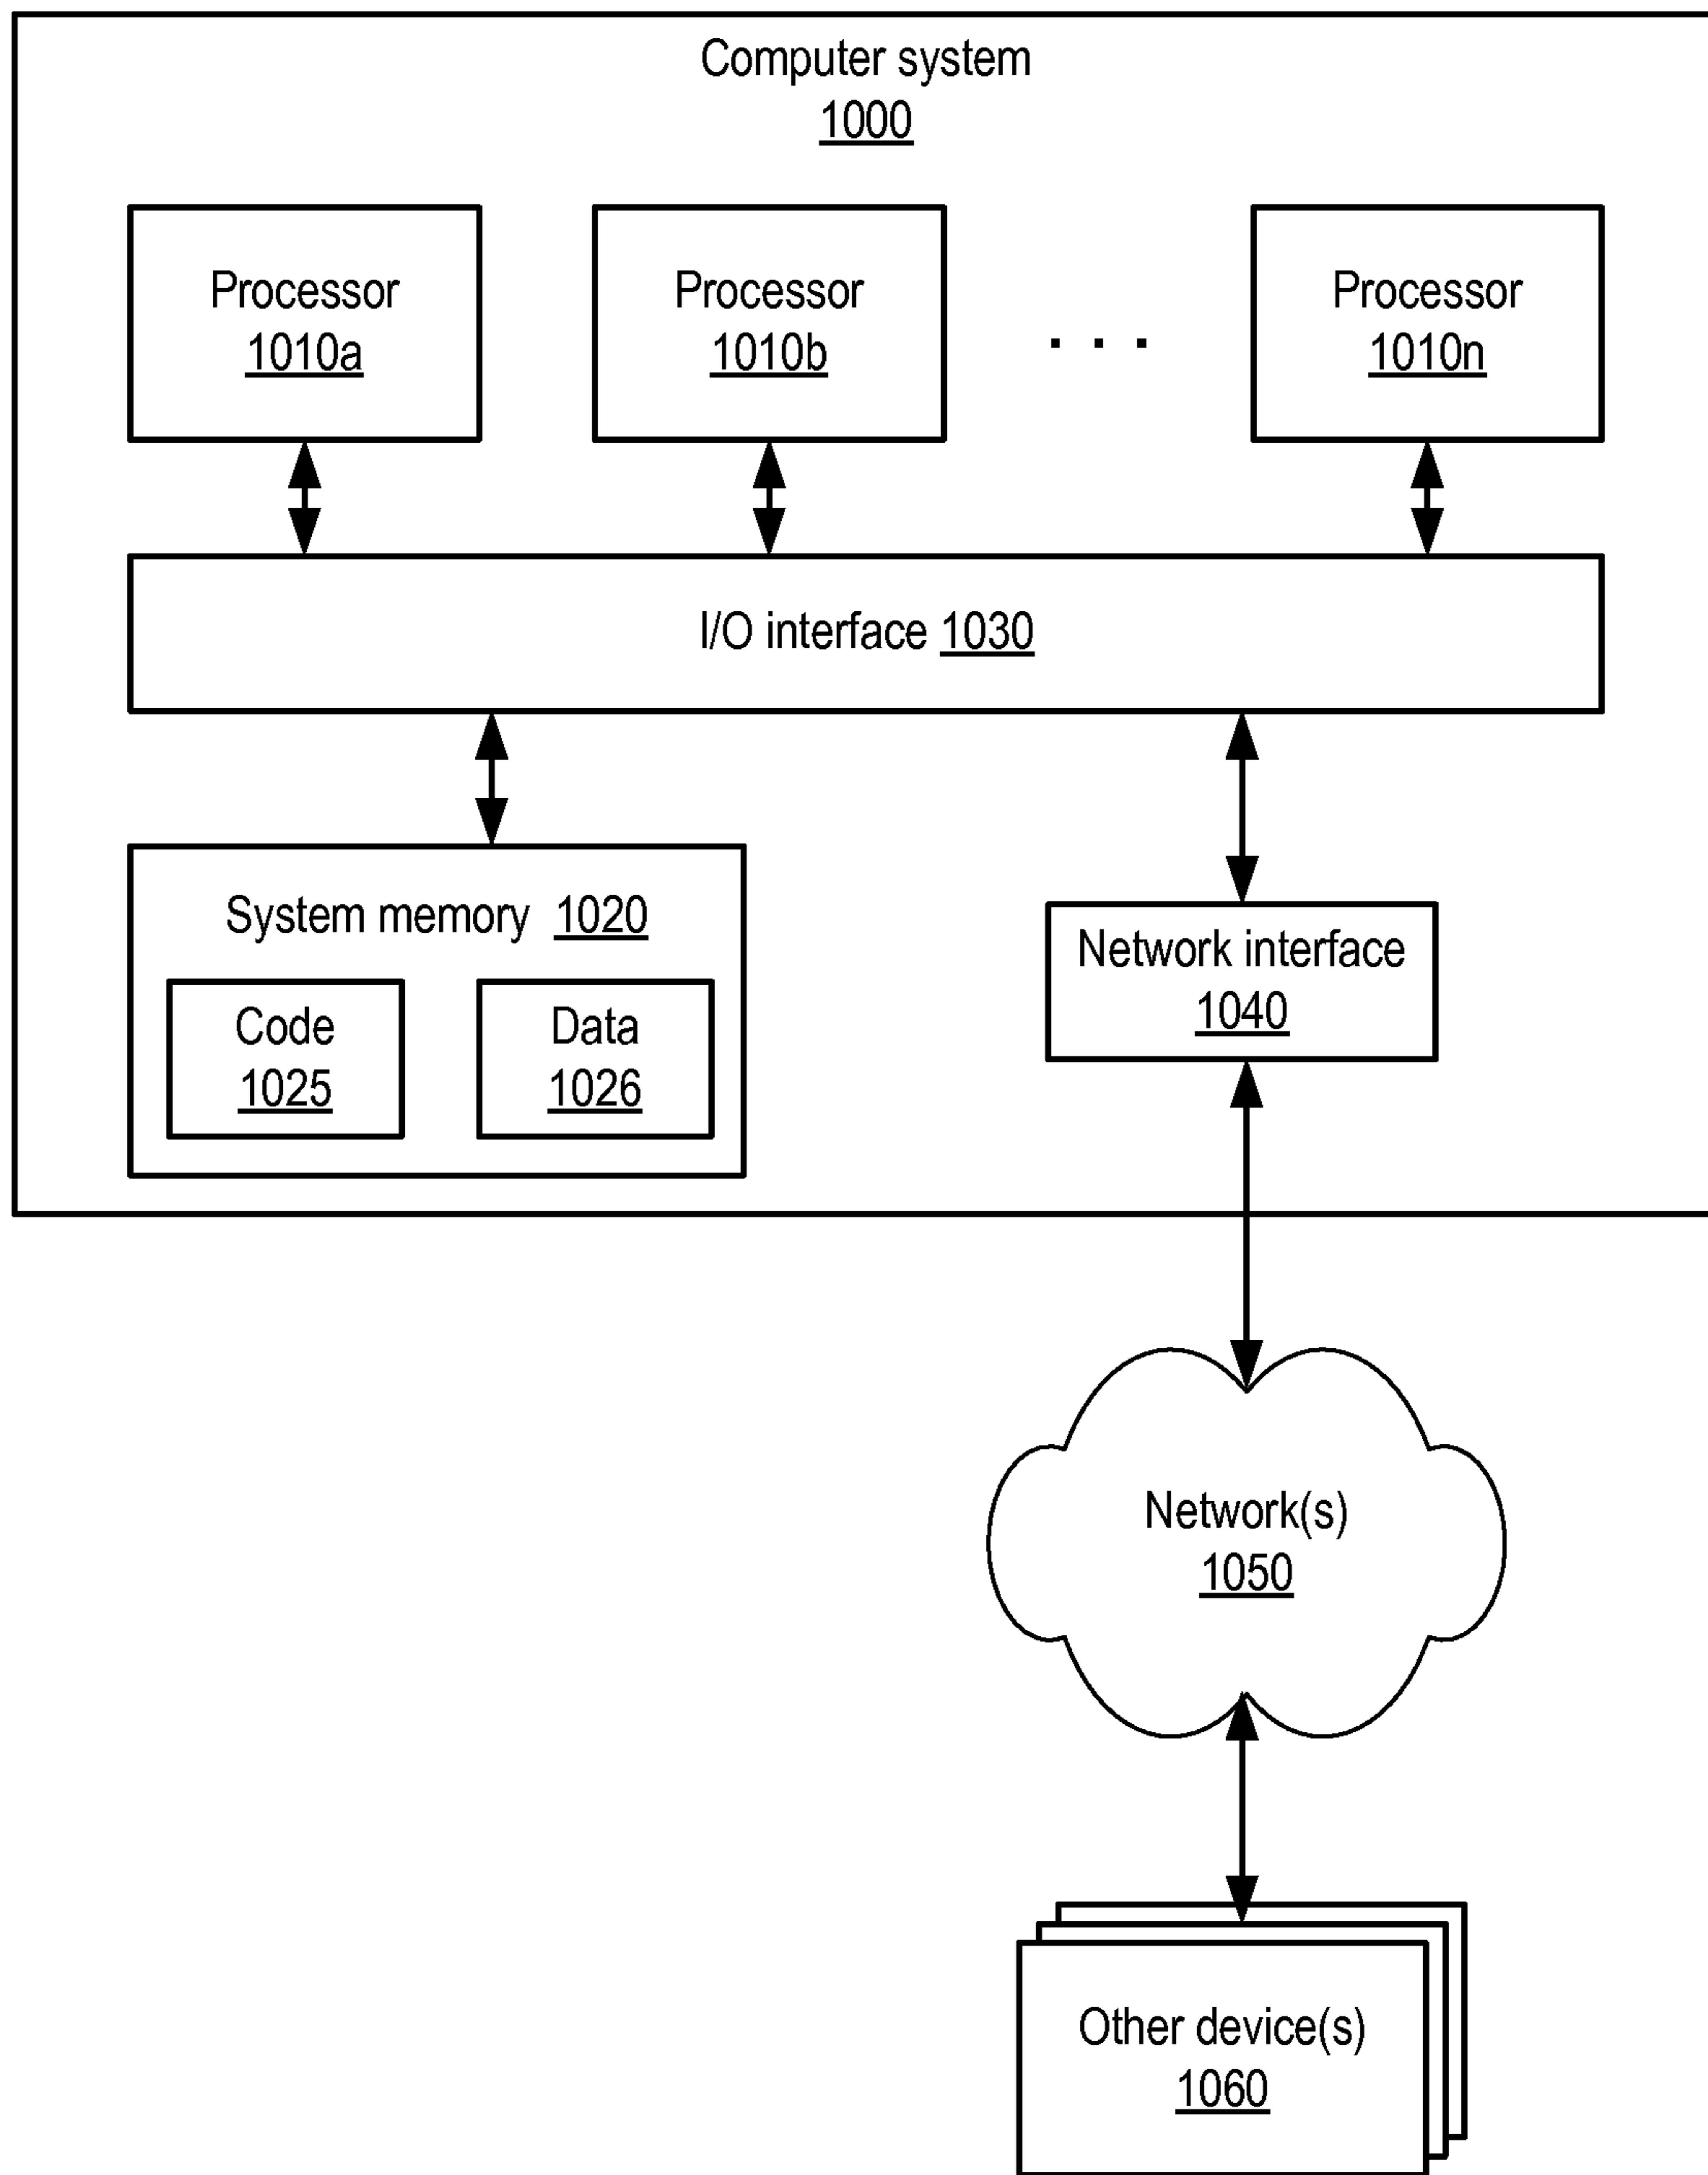 Computer system
1000
Processor
1010a
Processor
1010b
. . .
Processor
1010n
I/O interface 1030
System memory 1020
Code
1025
Data
1026
Network interface
1040
Network(s)
1050
Other device(s)
1060